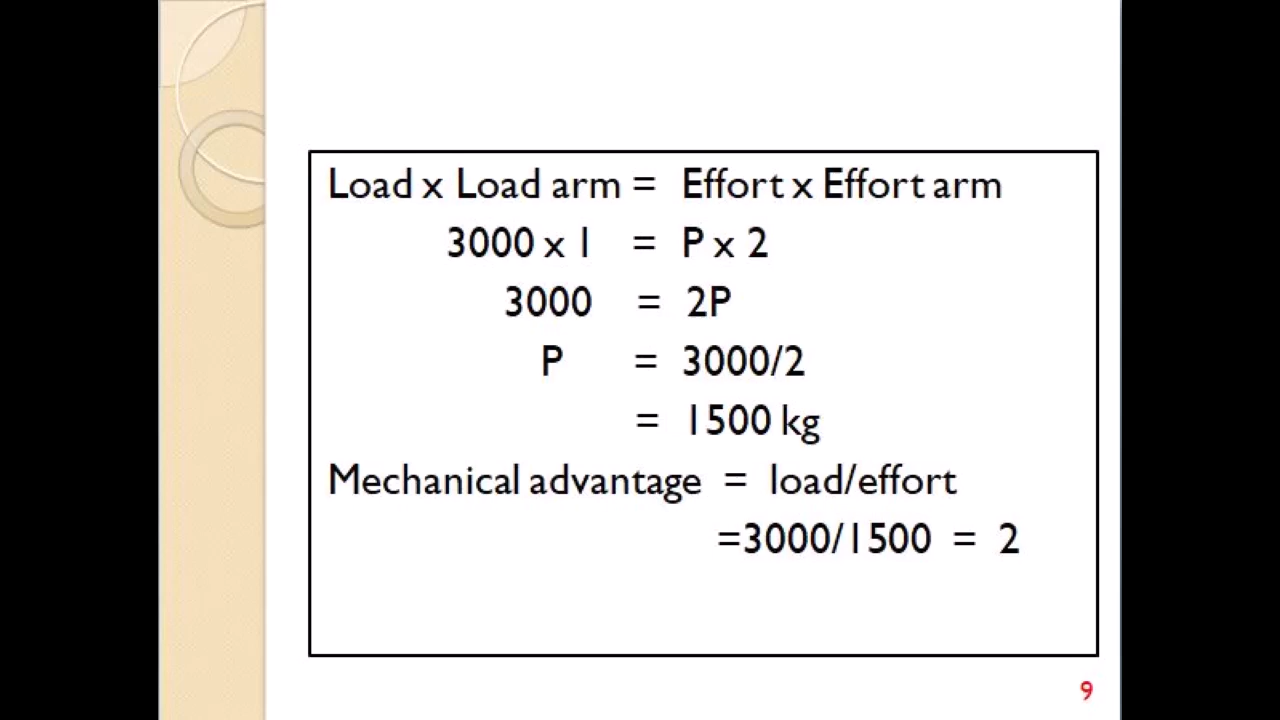 Load x Load arm = Effort x Effort arm
3000 x 1 = P x 2
3000 = 2P
P = 3000/2
= 1500 kg
Mechanical advantage = load/effort
=3000/1500 = 2
9